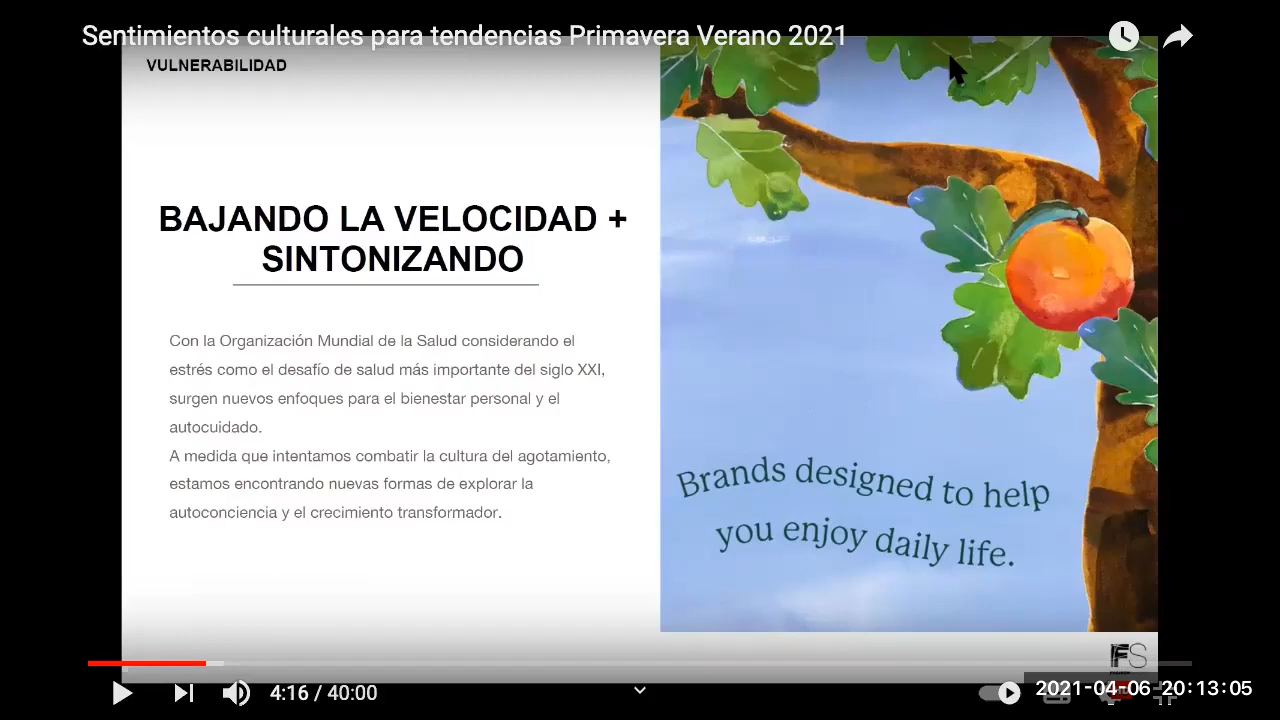 Sentimientos culturales para tendencias Primavera Verano 2021
VULNERABILIDAD
BAJANDO LA VELOCIDAD +
SINTONIZANDO
Con la Organización Mundial de la Salud considerando el
estrés como el desafío de salud más importante del siglo XXI,
surgen nuevos enfoques para el bienestar personal y el
autocuidado.
A medida que intentamos combatir la cultura del agotamiento,
estamos encontrando nuevas formas de explorar la
autoconciencia y el crecimiento transformador.
Brands designed to help
you enjoy daily life.
FS
4:16 / 40:00
2021-04-06 20:13:05